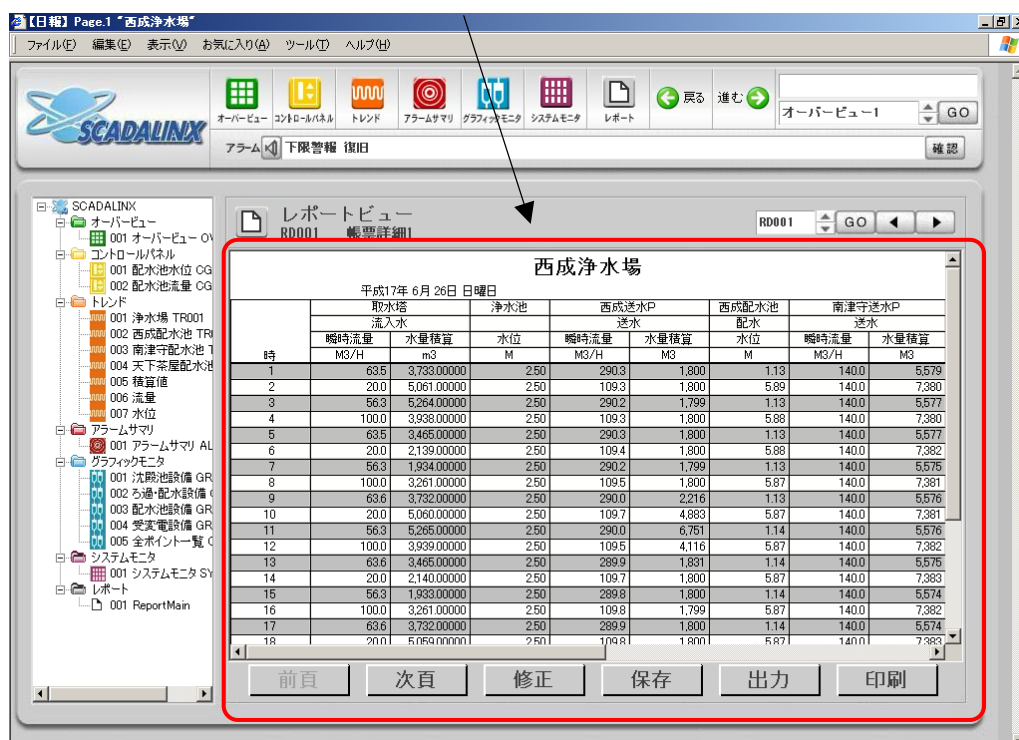 【日報】Page.1 "西成浄水場"
ファイル(F) 編集(E) 表示(V) お気に入り(A) ツール(T) ヘルプ(H)
SCADALINX
オーバービュー コントロールパネル トレンド アラームサマリ グラフィックモニタ システムモニタ レポート
戻る 進む
オーバービュー1 GO
アラーム 下限警報 復旧 確認
SCADALINX
オーバービュー
001 オーバービュー OV
コントロールパネル
001 配水池水位 CG
002 配水池流量 CG
トレンド
001 浄水場 TR001
002 西成配水池 TR
003 南津守配水池 T
004 天下茶屋配水池
005 積算値
006 流量
007 水位
アラームサマリ
001 アラームサマリ AL
グラフィックモニタ
001 沈殿池設備 GR
002 ろ過・配水設備 G
003 配水池設備 GR
004 受変電設備 GR
005 全ポイント一覧 G
システムモニタ
001 システムモニタ SY
レポート
001 ReportMain
レポートビュー
RD001 帳票詳細1
RD001 GO
西成浄水場
平成17年 6月 26日 日曜日
取水塔 浄水池 西成送水P 西成配水池 南津守送水P
流入水 送水 配水 送水
瞬時流量 水量積算 水位 瞬時流量 水量積算 水位 瞬時流量 水量積算
時 M3/H m3 M M3/H M3 M M3/H M3
1 63.5 3,733.00000 2.50 290.3 1,800 1.13 140.0 5,579
2 20.0 5,061.00000 2.50 109.3 1,800 5.89 140.0 7,380
3 56.3 5,264.00000 2.50 290.2 1,799 1.13 140.0 5,577
4 100.0 3,938.00000 2.50 109.3 1,800 5.88 140.0 7,380
5 63.5 3,465.00000 2.50 290.3 1,800 1.13 140.0 5,577
6 20.0 2,139.00000 2.50 109.4 1,800 5.88 140.0 7,382
7 56.3 1,934.00000 2.50 290.2 1,799 1.13 140.0 5,575
8 100.0 3,261.00000 2.50 109.5 1,800 5.87 140.0 7,381
9 63.6 3,732.00000 2.50 290.0 2,216 1.13 140.0 5,576
10 20.0 5,060.00000 2.50 109.7 4,883 5.87 140.0 7,381
11 56.3 5,265.00000 2.50 290.0 6,751 1.14 140.0 5,576
12 100.0 3,939.00000 2.50 109.5 4,116 5.87 140.0 7,382
13 63.6 3,465.00000 2.50 289.9 1,831 1.14 140.0 5,575
14 20.0 2,140.00000 2.50 109.7 1,800 5.87 140.0 7,383
15 56.3 1,933.00000 2.50 289.8 1,800 1.14 140.0 5,574
16 100.0 3,261.00000 2.50 109.8 1,799 5.87 140.0 7,382
17 63.6 3,732.00000 2.50 289.9 1,800 1.14 140.0 5,574
18 20.0 5,059.00000 2.50 109.8 1,800 5.87 140.0 7,383
前頁 次頁 修正 保存 出力 印刷